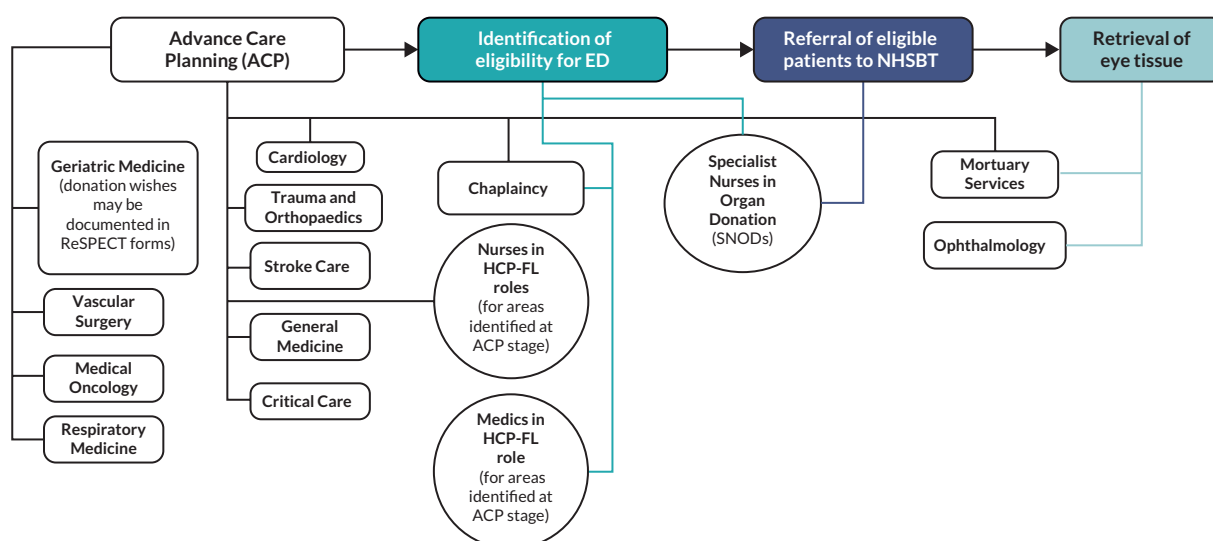 Advance Care
Planning (ACP)
Identification of
eligibility for ED
Referral of eligible
patients to NHSBT
Retrieval of
eye tissue
Geriatric Medicine
(donation wishes
may be
documented in
ReSPECT forms)
Vascular
Surgery
Medical
Oncology
Respiratory
Medicine
Cardiology
Trauma and
Orthopaedics
Stroke Care
General
Medicine
Critical Care
Chaplaincy
Nurses in
HCP-FL
roles
(for areas
identified at
ACP stage)
Medics in
HCP-FL
role
(for areas
identified at
ACP stage)
Specialist
Nurses in
Organ
Donation
(SNODs)
Mortuary
Services
Ophthalmology